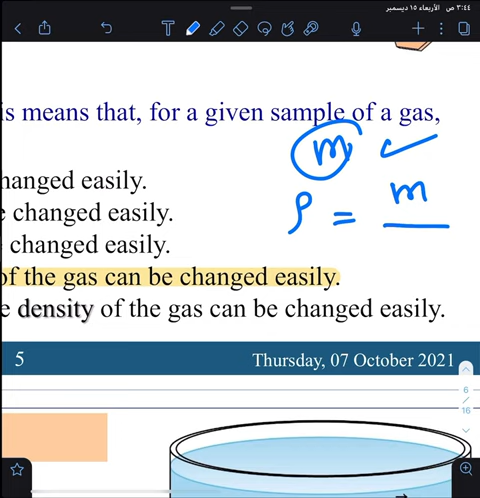 ٣:٤٤ ص الأربعاء ١٥ ديسمبر
is means that, for a given sample of a gas,
m
hanged easily.
e changed easily.
ρ = m
changed easily.
of the gas can be changed easily.
e density of the gas can be changed easily.
5 Thursday, 07 October 2021
6
/
16